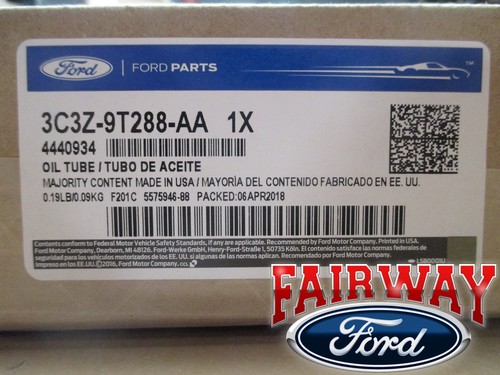 Ford | FORD PARTS ™
3C3Z-9T288-AA 1X
4440934
OIL TUBE / TUBO DE ACEITE
MAJORITY CONTENT MADE IN USA / MAYORÍA DEL CONTENIDO FABRICADO EN EE. UU.
0.19LB/0.09KG F201C 5575946-88 PACKED:06APR2018
Conforms to Federal Motor Vehicle Safety Standards, if any are applicable. Recommended by Ford Motor Company. Printed in U.S.A.
Ford Motor Company, Dearborn, MI 48126, Ford-Werke GmbH, Henry-Ford-Straße 1, 50735 Köln. El contenido satisface las normas federales de
seguridad para los vehículos motorizados de los EE.UU. si algunas de las normas aplican. Recomendado por Ford Motor Company. Impreso
en los EE.UU. ©2016, Ford Motor Company
LSB0001U
FAIRWAY
Ford